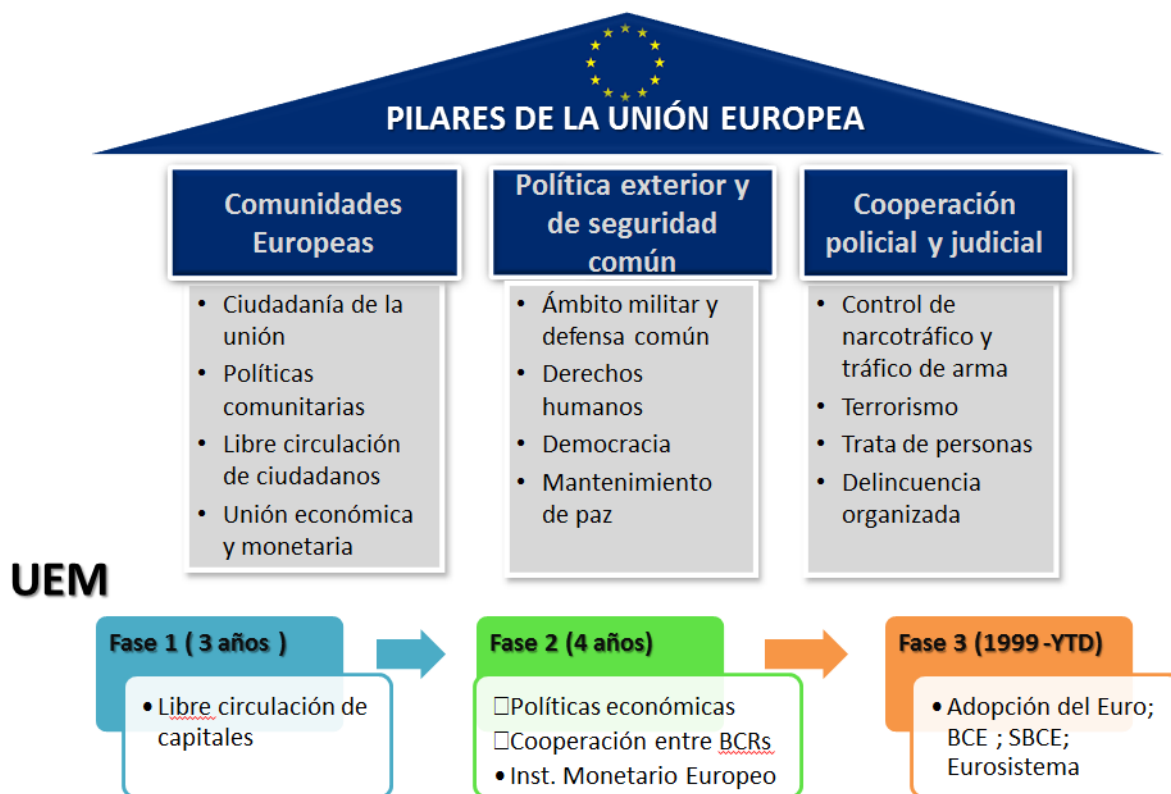 PILARES DE LA UNIÓN EUROPEA
Comunidades
Europeas
• Ciudadanía de la
unión
• Políticas
comunitarias
• Libre circulación
de ciudadanos
• Unión económica
y monetaria
Política exterior y
de seguridad
común
• Ámbito militar y
defensa común
• Derechos
humanos
• Democracia
• Mantenimiento
de paz
Cooperación
policial y judicial
• Control de
narcotráfico y
tráfico de arma
• Terrorismo
• Trata de personas
• Delincuencia
organizada
UEM
Fase 1 ( 3 años )
• Libre circulación de
capitales
Fase 2 (4 años)
□Políticas económicas
□Cooperación entre BCRs
• Inst. Monetario Europeo
Fase 3 (1999 -YTD)
• Adopción del Euro;
BCE ; SBCE;
Eurosistema